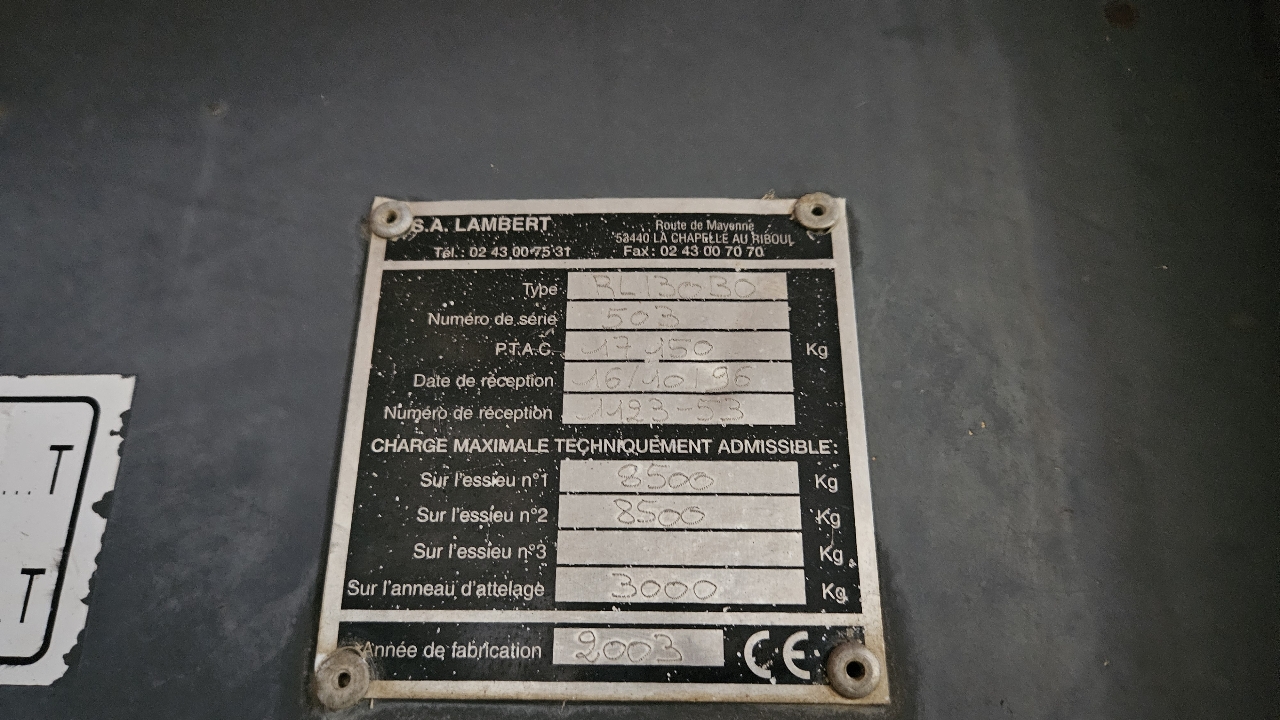 S.A. LAMBERT
Route de Mayenne
53440 LA CHAPELLE AU RIBOUL
Tél. : 02 43 00 75 31 Fax : 02 43 00 70 70
Type RL13030
Numéro de série 503
P.T.A.C. 17 150 Kg
Date de réception 16/10/96
Numéro de réception 1123-53
CHARGE MAXIMALE TECHNIQUEMENT ADMISSIBLE :
Sur l'essieu n°1 8500 Kg
Sur l'essieu n°2 8500 Kg
Sur l'essieu n°3 Kg
Sur l'anneau d'attelage 3000 Kg
Année de fabrication 2003 CE
.... T
T